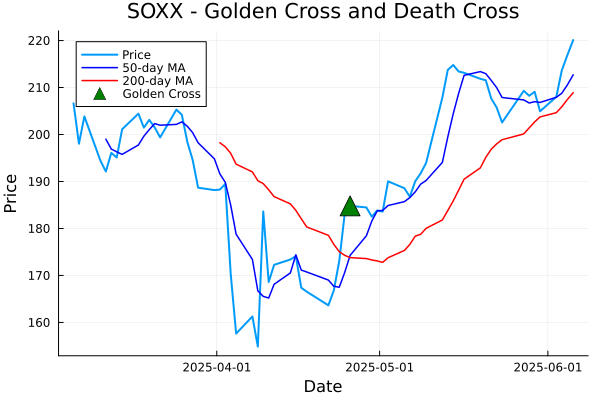 SOXX - Golden Cross and Death Cross
220
210
200
190
180
170
160
Price
Price
50-day MA
200-day MA
Golden Cross
2025-04-01
2025-05-01
2025-06-01
Date